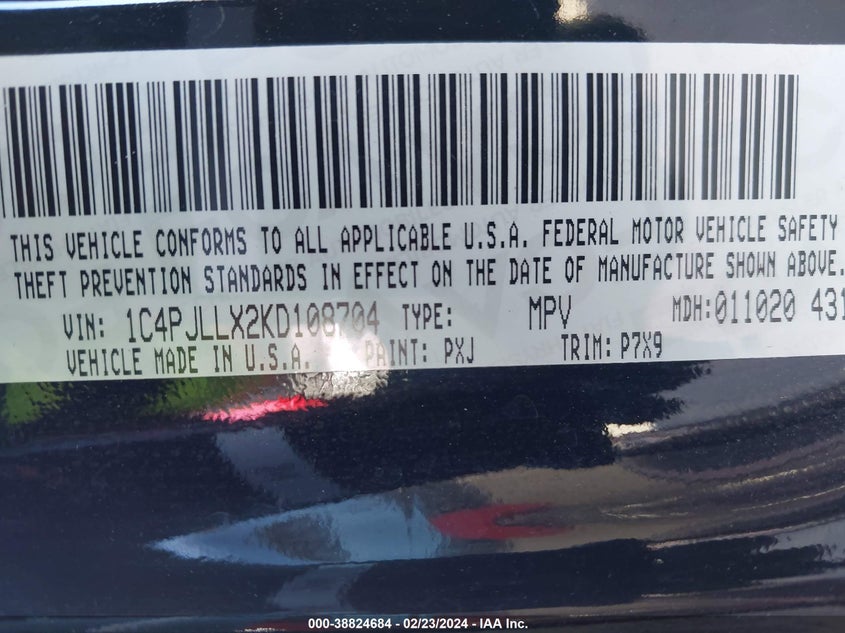 THIS VEHICLE CONFORMS TO ALL APPLICABLE U.S.A. FEDERAL MOTOR VEHICLE SAFETY
THEFT PREVENTION STANDARDS IN EFFECT ON THE DATE OF MANUFACTURE SHOWN ABOVE.
VIN: 1C4PJLLX2KD108704 TYPE: MPV MDH:011020 431
VEHICLE MADE IN U.S.A. PAINT: PXJ TRIM: P7X9
000-38824684 - 02/23/2024 - IAA Inc.